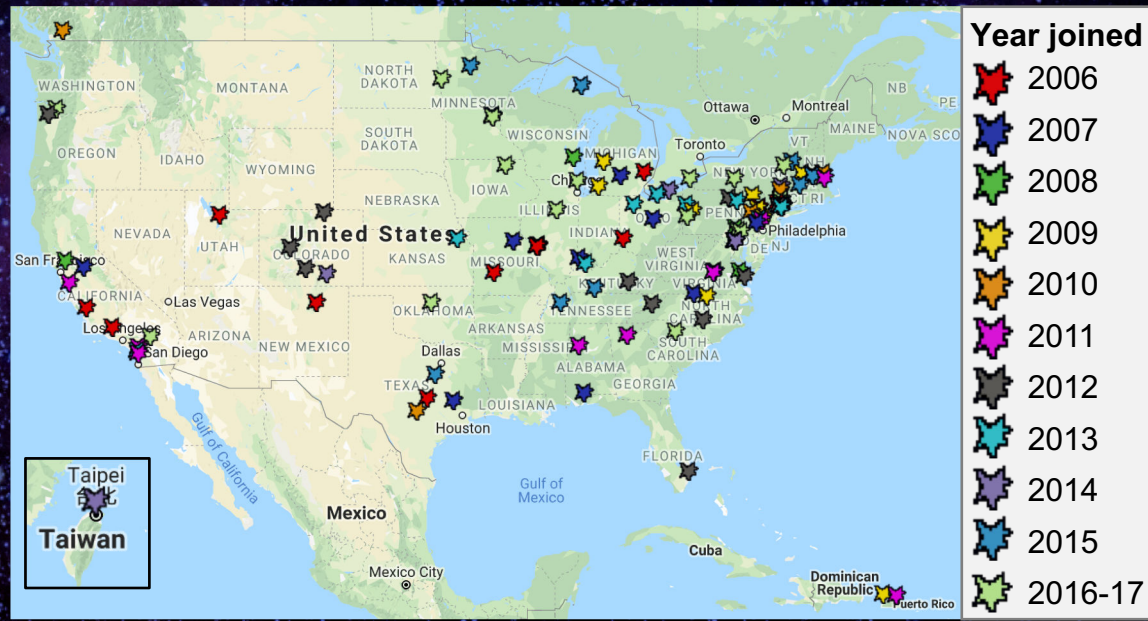 Year joined
2006
2007
2008
2009
2010
2011
2012
2013
2014
2015
2016-17
WASHINGTON
MONTANA
NORTH
DAKOTA
MINNESOTA
Ottawa
Montreal
NB
PE
MAINE
NOVA SCO
OREGON
IDAHO
SOUTH
DAKOTA
WISCONSIN
MICHIGAN
Toronto
VT
NH
WYOMING
IOWA
Ch
NEW YORK
CT
RI
NEBRASKA
ILLINOIS
OHIO
PENN
NEVADA
UTAH
United States
INDIANA
Philadelphia
San Francisco
COLORADO
KANSAS
MISSOURI
WEST
VIRGINIA
DE
NJ
CALIFORNIA
Las Vegas
KENTUCKY
VIRGINIA
Los Angeles
ARIZONA
NEW MEXICO
OKLAHOMA
ARKANSAS
TENNESSEE
NORTH
CAROLINA
San Diego
Dallas
MISSISSIPPI
SOUTH
CAROLINA
ALABAMA
TEXAS
LOUISIANA
GEORGIA
Houston
Gulf of California
FLORIDA
Gulf of
Mexico
Mexico
Cuba
Mexico City
Dominican
Republic
Puerto Rico
Taipei
台北
Taiwan